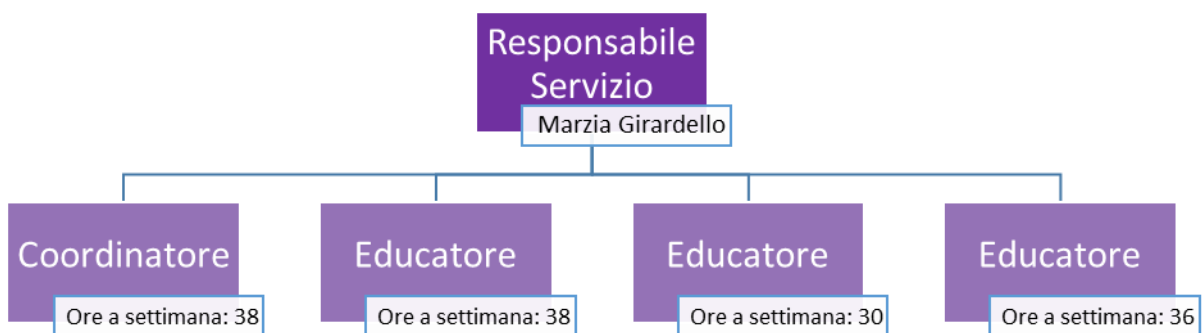 Responsabile
Servizio
Marzia Girardello
Coordinatore
Ore a settimana: 38
Educatore
Ore a settimana: 38
Educatore
Ore a settimana: 30
Educatore
Ore a settimana: 36